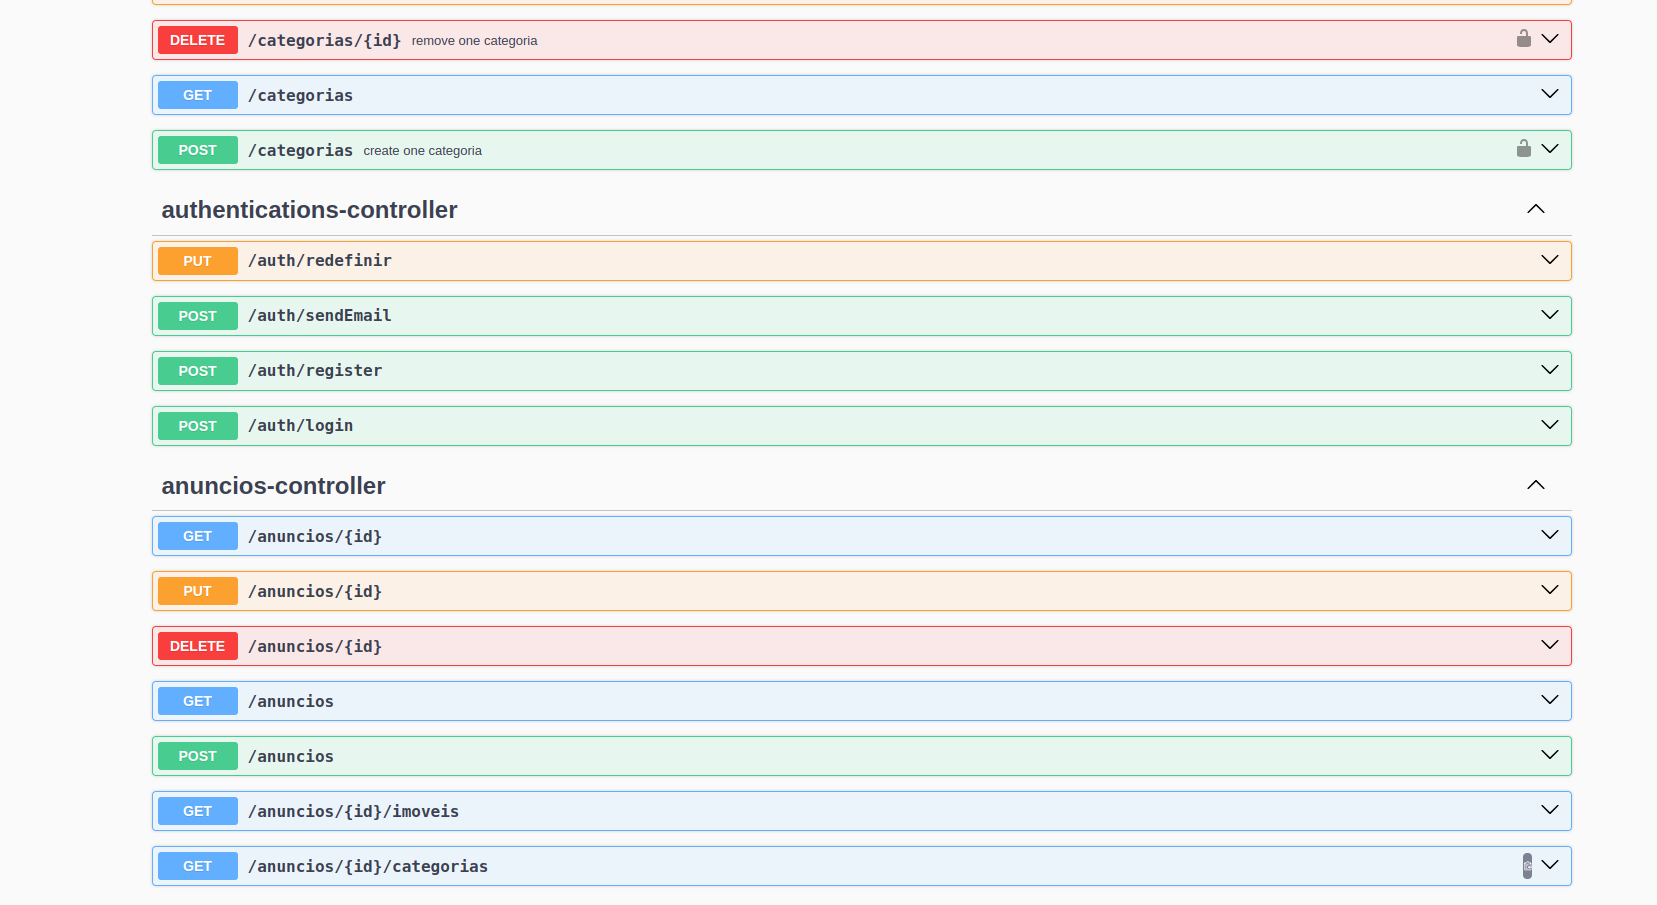 DELETE /categorias/{id} remove one categoria
GET /categorias
POST /categorias create one categoria
authentications-controller
PUT /auth/redefinir
POST /auth/sendEmail
POST /auth/register
POST /auth/login
anuncios-controller
GET /anuncios/{id}
PUT /anuncios/{id}
DELETE /anuncios/{id}
GET /anuncios
POST /anuncios
GET /anuncios/{id}/imoveis
GET /anuncios/{id}/categorias